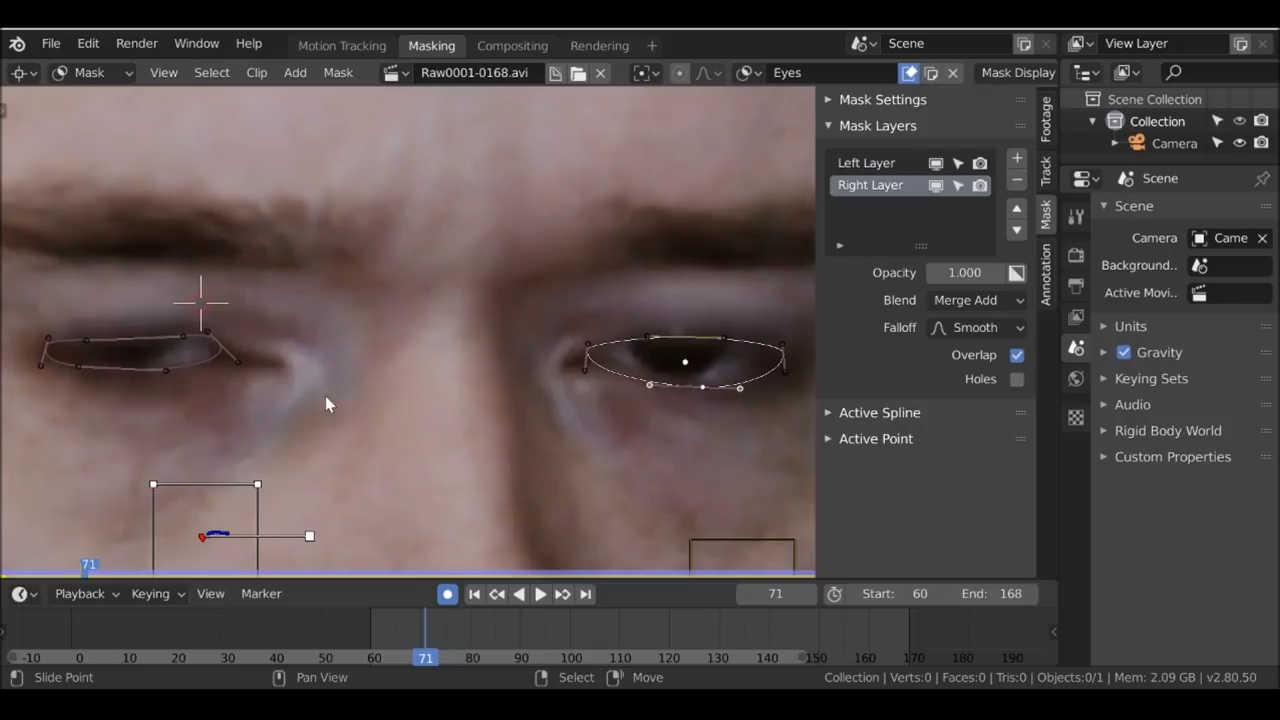 File Edit Render Window Help Motion Tracking Masking Compositing Rendering + Scene View Layer
Mask View Select Clip Add Mask Raw0001-0168.avi Eyes Mask Display
Mask Settings
Mask Layers
Left Layer
Right Layer
Opacity 1.000
Blend Merge Add
Falloff Smooth
Overlap
Holes
Active Spline
Active Point
Footage
Track
Mask
Annotation
Scene Collection
Collection
Camera
Scene
Scene
Camera Came
Background..
Active Movi..
Units
Gravity
Keying Sets
Audio
Rigid Body World
Custom Properties
71
Playback Keying View Marker 71 Start: 60 End: 168
-10 0 10 20 30 40 50 60 71 80 90 100 110 120 130 140 150 160 170 180 190
Slide Point Pan View Select Move Collection | Verts:0 | Faces:0 | Tris:0 | Objects:0/1 | Mem: 2.09 GB | v2.80.50